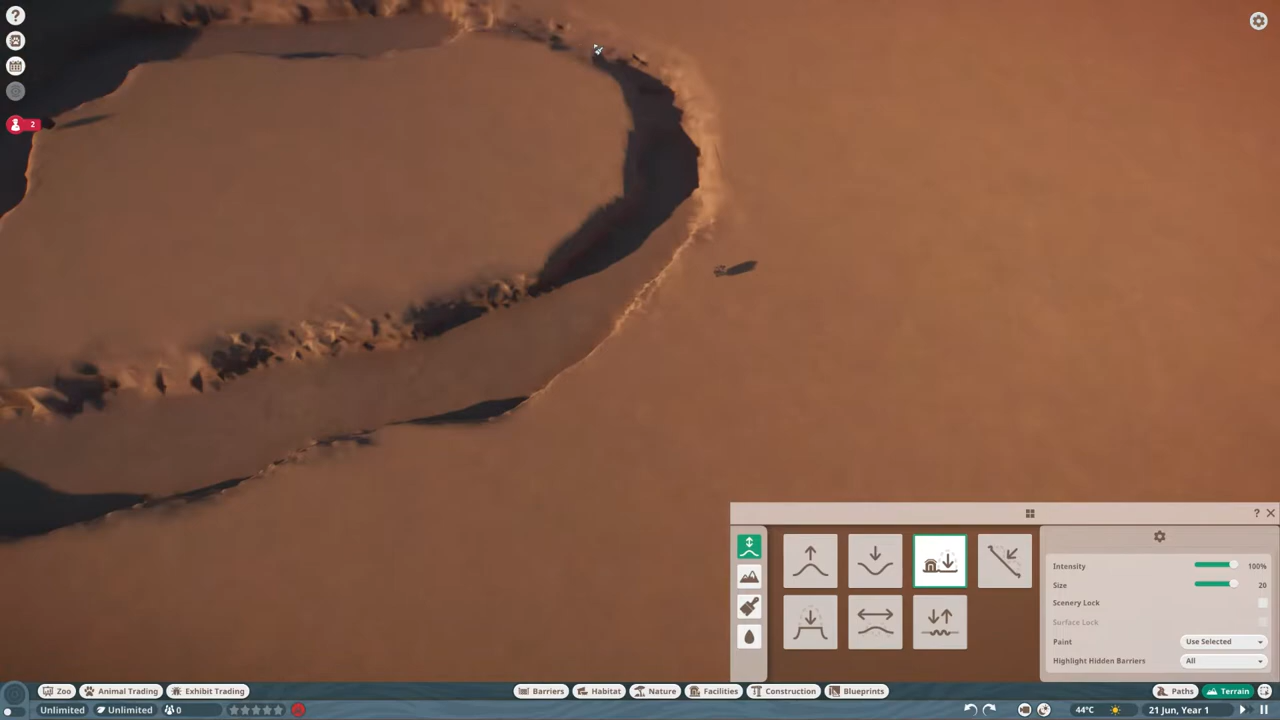 ?
2
? ×
Intensity 100%
Size 20
Scenery Lock
Surface Lock
Paint Use Selected
Highlight Hidden Barriers All
Zoo Animal Trading Exhibit Trading Barriers Habitat Nature Facilities Construction Blueprints Paths Terrain
Unlimited Unlimited 0 44°C 21 Jun, Year 1